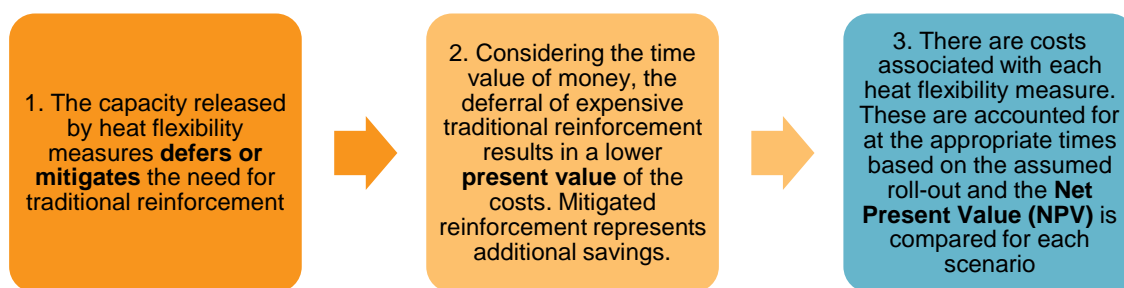 1. The capacity released
by heat flexibility
measures defers or
mitigates the need for
traditional reinforcement
2. Considering the time
value of money, the
deferral of expensive
traditional reinforcement
results in a lower
present value of the
costs. Mitigated
reinforcement represents
additional savings.
3. There are costs
associated with each
heat flexibility measure.
These are accounted for
at the appropriate times
based on the assumed
roll-out and the Net
Present Value (NPV) is
compared for each
scenario